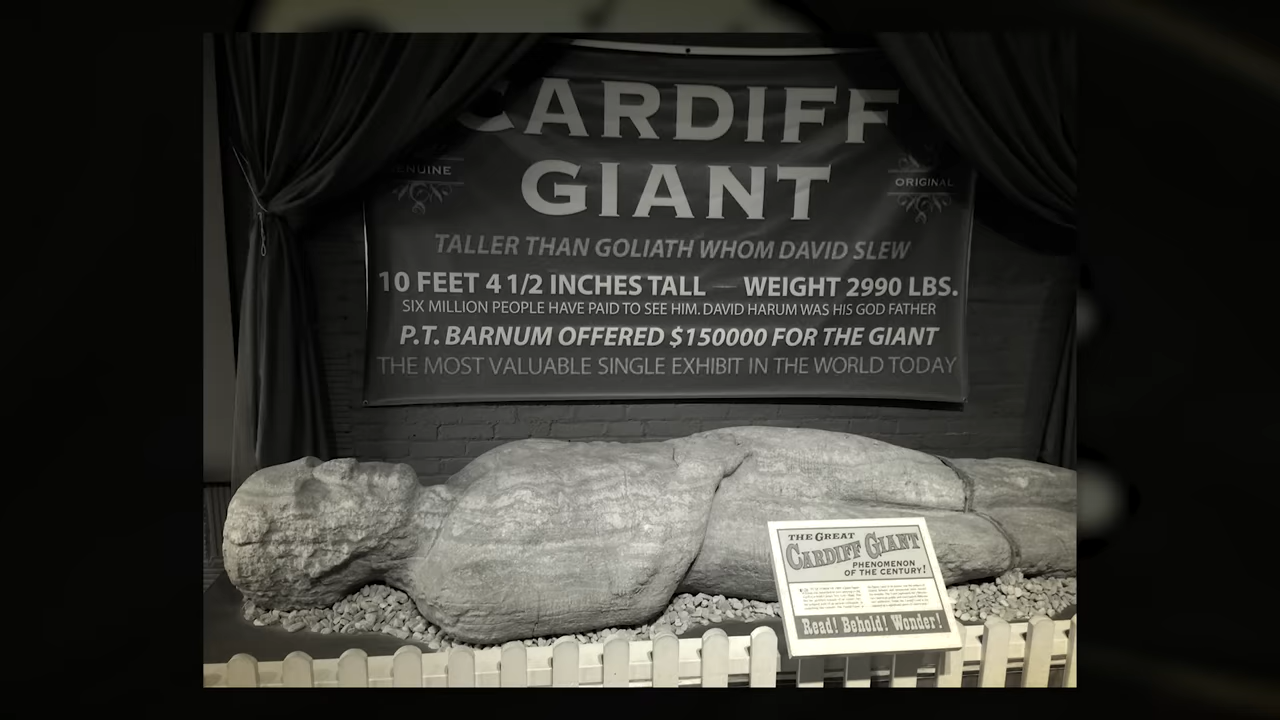 CARDIFF
GIANT
GENUINE
ORIGINAL
TALLER THAN GOLIATH WHOM DAVID SLEW
10 FEET 4 1/2 INCHES TALL — WEIGHT 2990 LBS.
SIX MILLION PEOPLE HAVE PAID TO SEE HIM. DAVID HARUM WAS HIS GOD FATHER
P.T. BARNUM OFFERED $150000 FOR THE GIANT
THE MOST VALUABLE SINGLE EXHIBIT IN THE WORLD TODAY
THE GREAT
CARDIFF GIANT
PHENOMENON
OF THE CENTURY!
Read! Behold! Wonder!